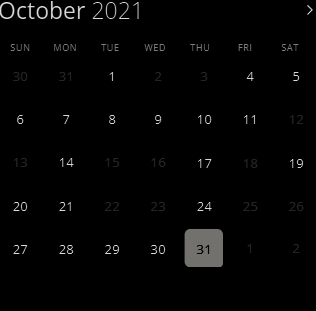 October 2021
SUN MON TUE WED THU FRI SAT
30 31 1 2 3 4 5
6 7 8 9 10 11 12
13 14 15 16 17 18 19
20 21 22 23 24 25 26
27 28 29 30 31 1 2